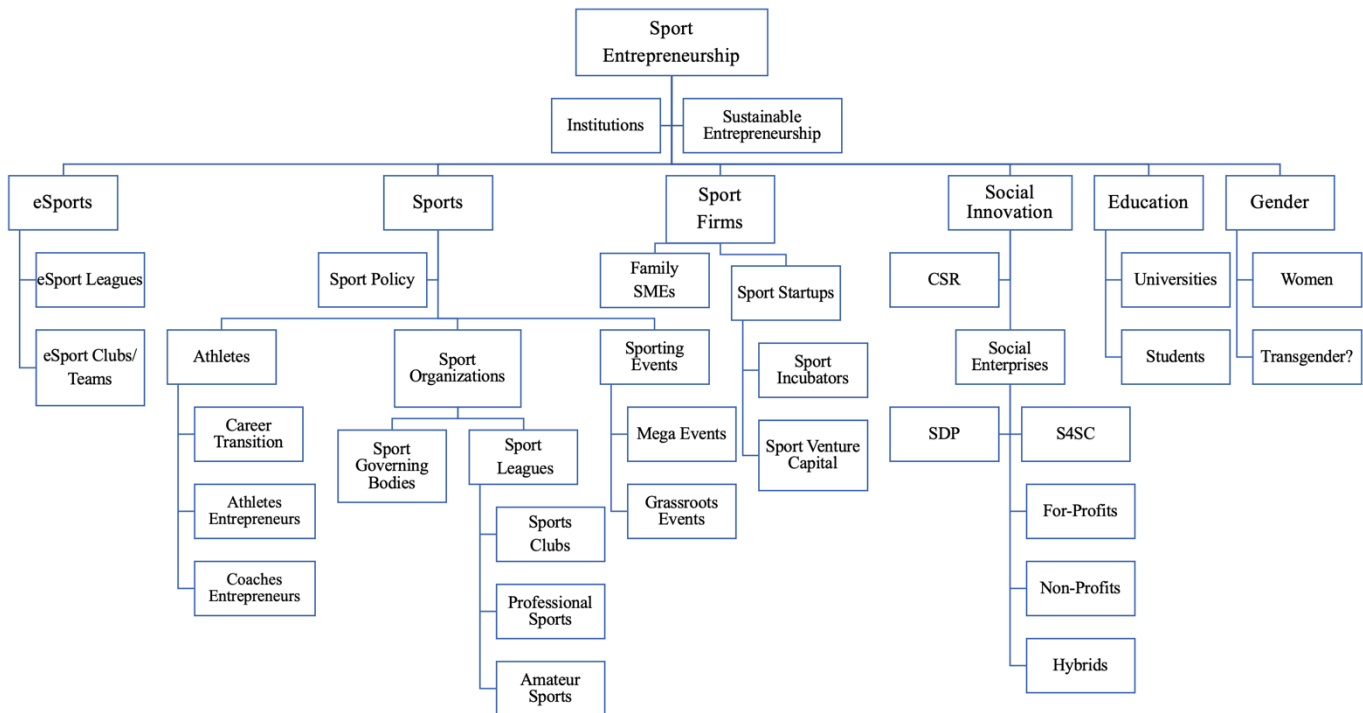 Sport
Entrepreneurship
Institutions
Sustainable
Entrepreneurship
eSports
Sports
Sport
Firms
Social
Innovation
Education
Gender
eSport Leagues
Sport Policy
Family
SMEs
Sport Startups
CSR
Universities
Women
eSport Clubs/
Teams
Athletes
Sport
Organizations
Sporting
Events
Sport
Incubators
Social
Enterprises
Students
Transgender?
Career
Transition
Sport
Governing
Bodies
Sport
Leagues
Mega Events
Sport Venture
Capital
SDP
S4SC
Athletes
Entrepreneurs
Sports
Clubs
Grassroots
Events
For-Profits
Coaches
Entrepreneurs
Professional
Sports
Non-Profits
Amateur
Sports
Hybrids